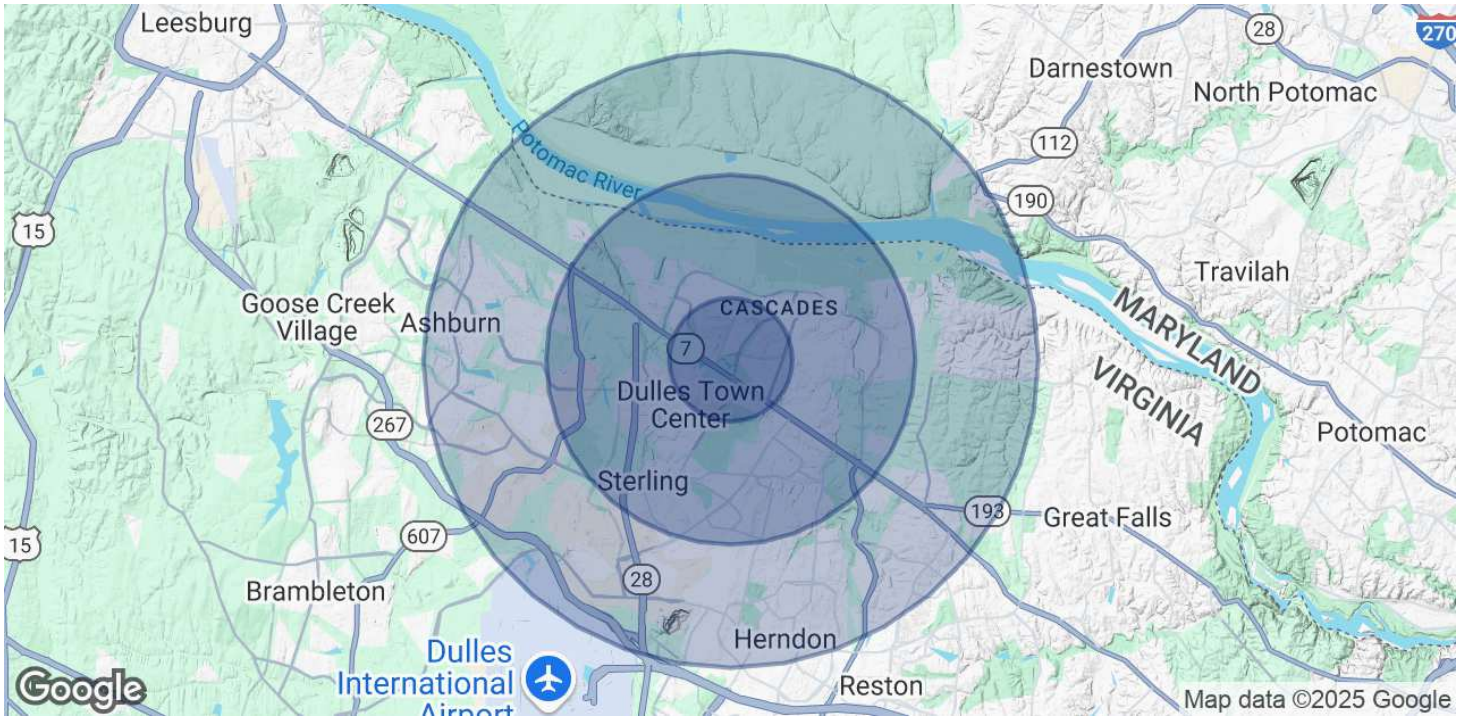 Leesburg
28
270
Darnestown
North Potomac
112
Potomac River
190
15
Travilah
Goose Creek
Village
Ashburn
CASCADES
MARYLAND
VIRGINIA
7
Dulles Town
Center
267
Potomac
Sterling
193
Great Falls
15
607
28
Brambleton
Herndon
Dulles
International
Airport
Reston
Google
Map data ©2025 Google